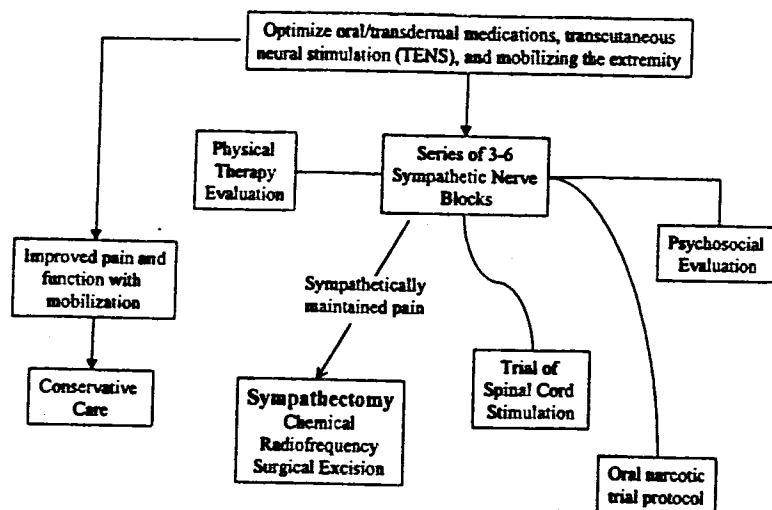 Optimize oral/transdermal medications, transcutaneous
neural stimulation (TENS), and mobilizing the extremity
Physical
Therapy
Evaluation
Series of 3-6
Sympathetic Nerve
Blocks
Psychosocial
Evaluation
Improved pain and
function with
mobilization
Sympathetically
maintained pain
Conservative
Care
Sympathectomy
Chemical
Radiofrequency
Surgical Excision
Trial of
Spinal Cord
Stimulation
Oral narcotic
trial protocol